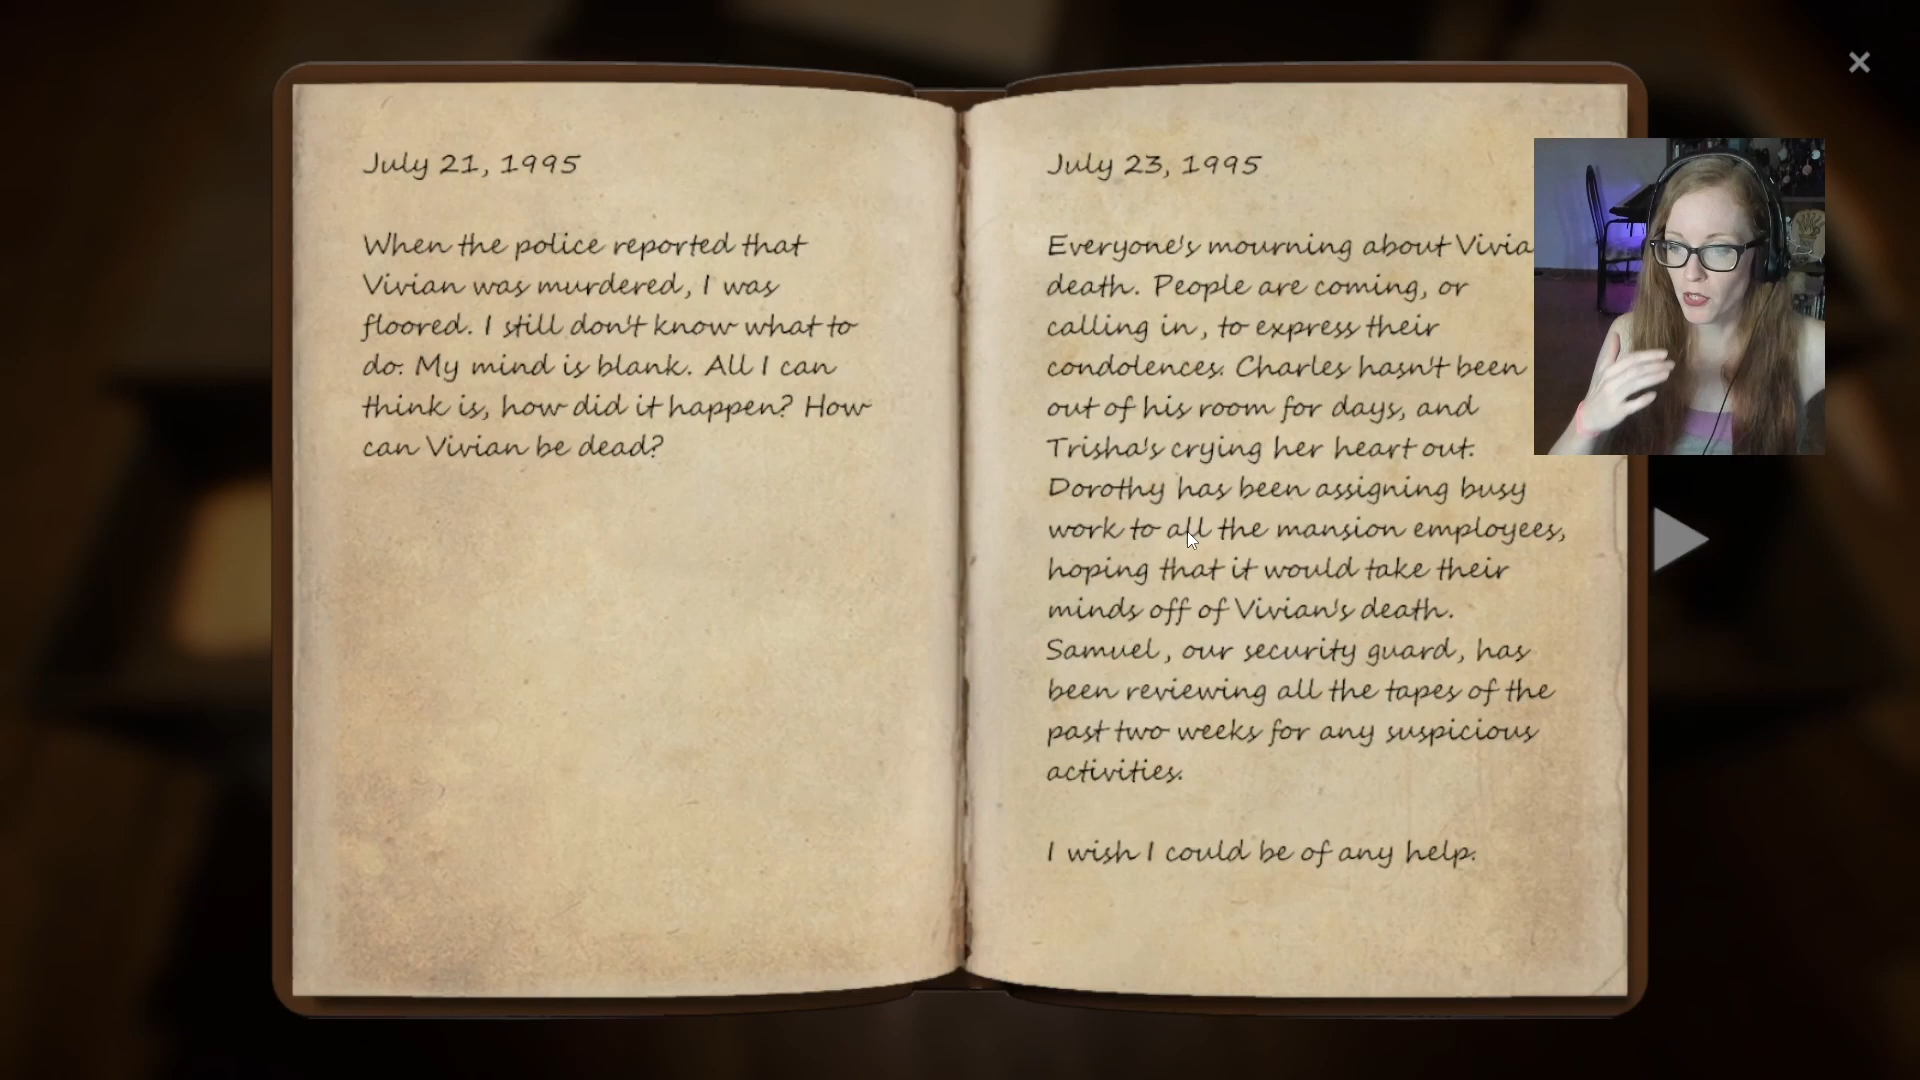 July 21, 1995
When the police reported that
Vivian was murdered, I was
floored. I still don't know what to
do. My mind is blank. All I can
think is, how did it happen? How
can Vivian be dead?
July 23, 1995
Everyone's mourning about
death. People are coming, or
calling in, to express their
condolences. Charles hasn't been
out of his room for days, and
Trisha's crying her heart out.
Dorothy has been assigning busy
work to all the mansion employees,
hoping that it would take their
minds off of Vivian's death.
Samuel, our security guard, has
been reviewing all the tapes of the
past two weeks for any suspicious
activities.
I wish I could be of any help.